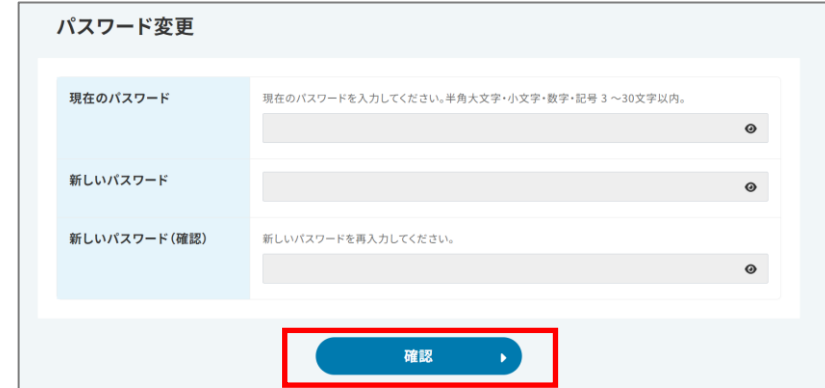 パスワード変更
現在のパスワード
現在のパスワードを入力してください。半角大文字・小文字・数字・記号 3 ～30文字以内。
新しいパスワード
新しいパスワード（確認）
新しいパスワードを再入力してください。
確認